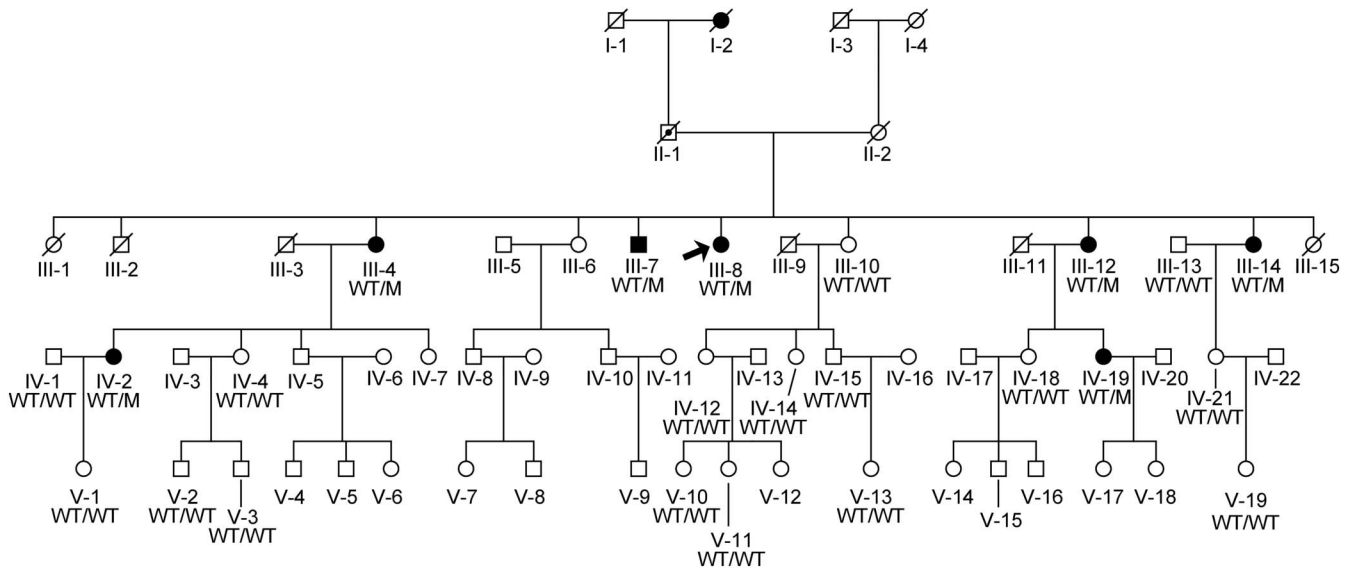 I-1 I-2 I-3 I-4
II-1 II-2
III-1 III-2 III-3 III-4 III-5 III-6 III-7 III-8 III-9 III-10 III-11 III-12 III-13 III-14 III-15
WT/M WT/M WT/M WT/WT WT/M WT/WT WT/M
IV-1 IV-2 IV-3 IV-4 IV-5 IV-6 IV-7 IV-8 IV-9 IV-10 IV-11 IV-12 IV-13 IV-14 IV-15 IV-16 IV-17 IV-18 IV-19 IV-20 IV-21 IV-22
WT/WT WT/M WT/WT WT/WT WT/WT WT/WT WT/WT WT/M WT/WT
V-1 V-2 V-3 V-4 V-5 V-6 V-7 V-8 V-9 V-10 V-11 V-12 V-13 V-14 V-15 V-16 V-17 V-18 V-19
WT/WT WT/WT WT/WT WT/WT WT/WT WT/WT WT/WT